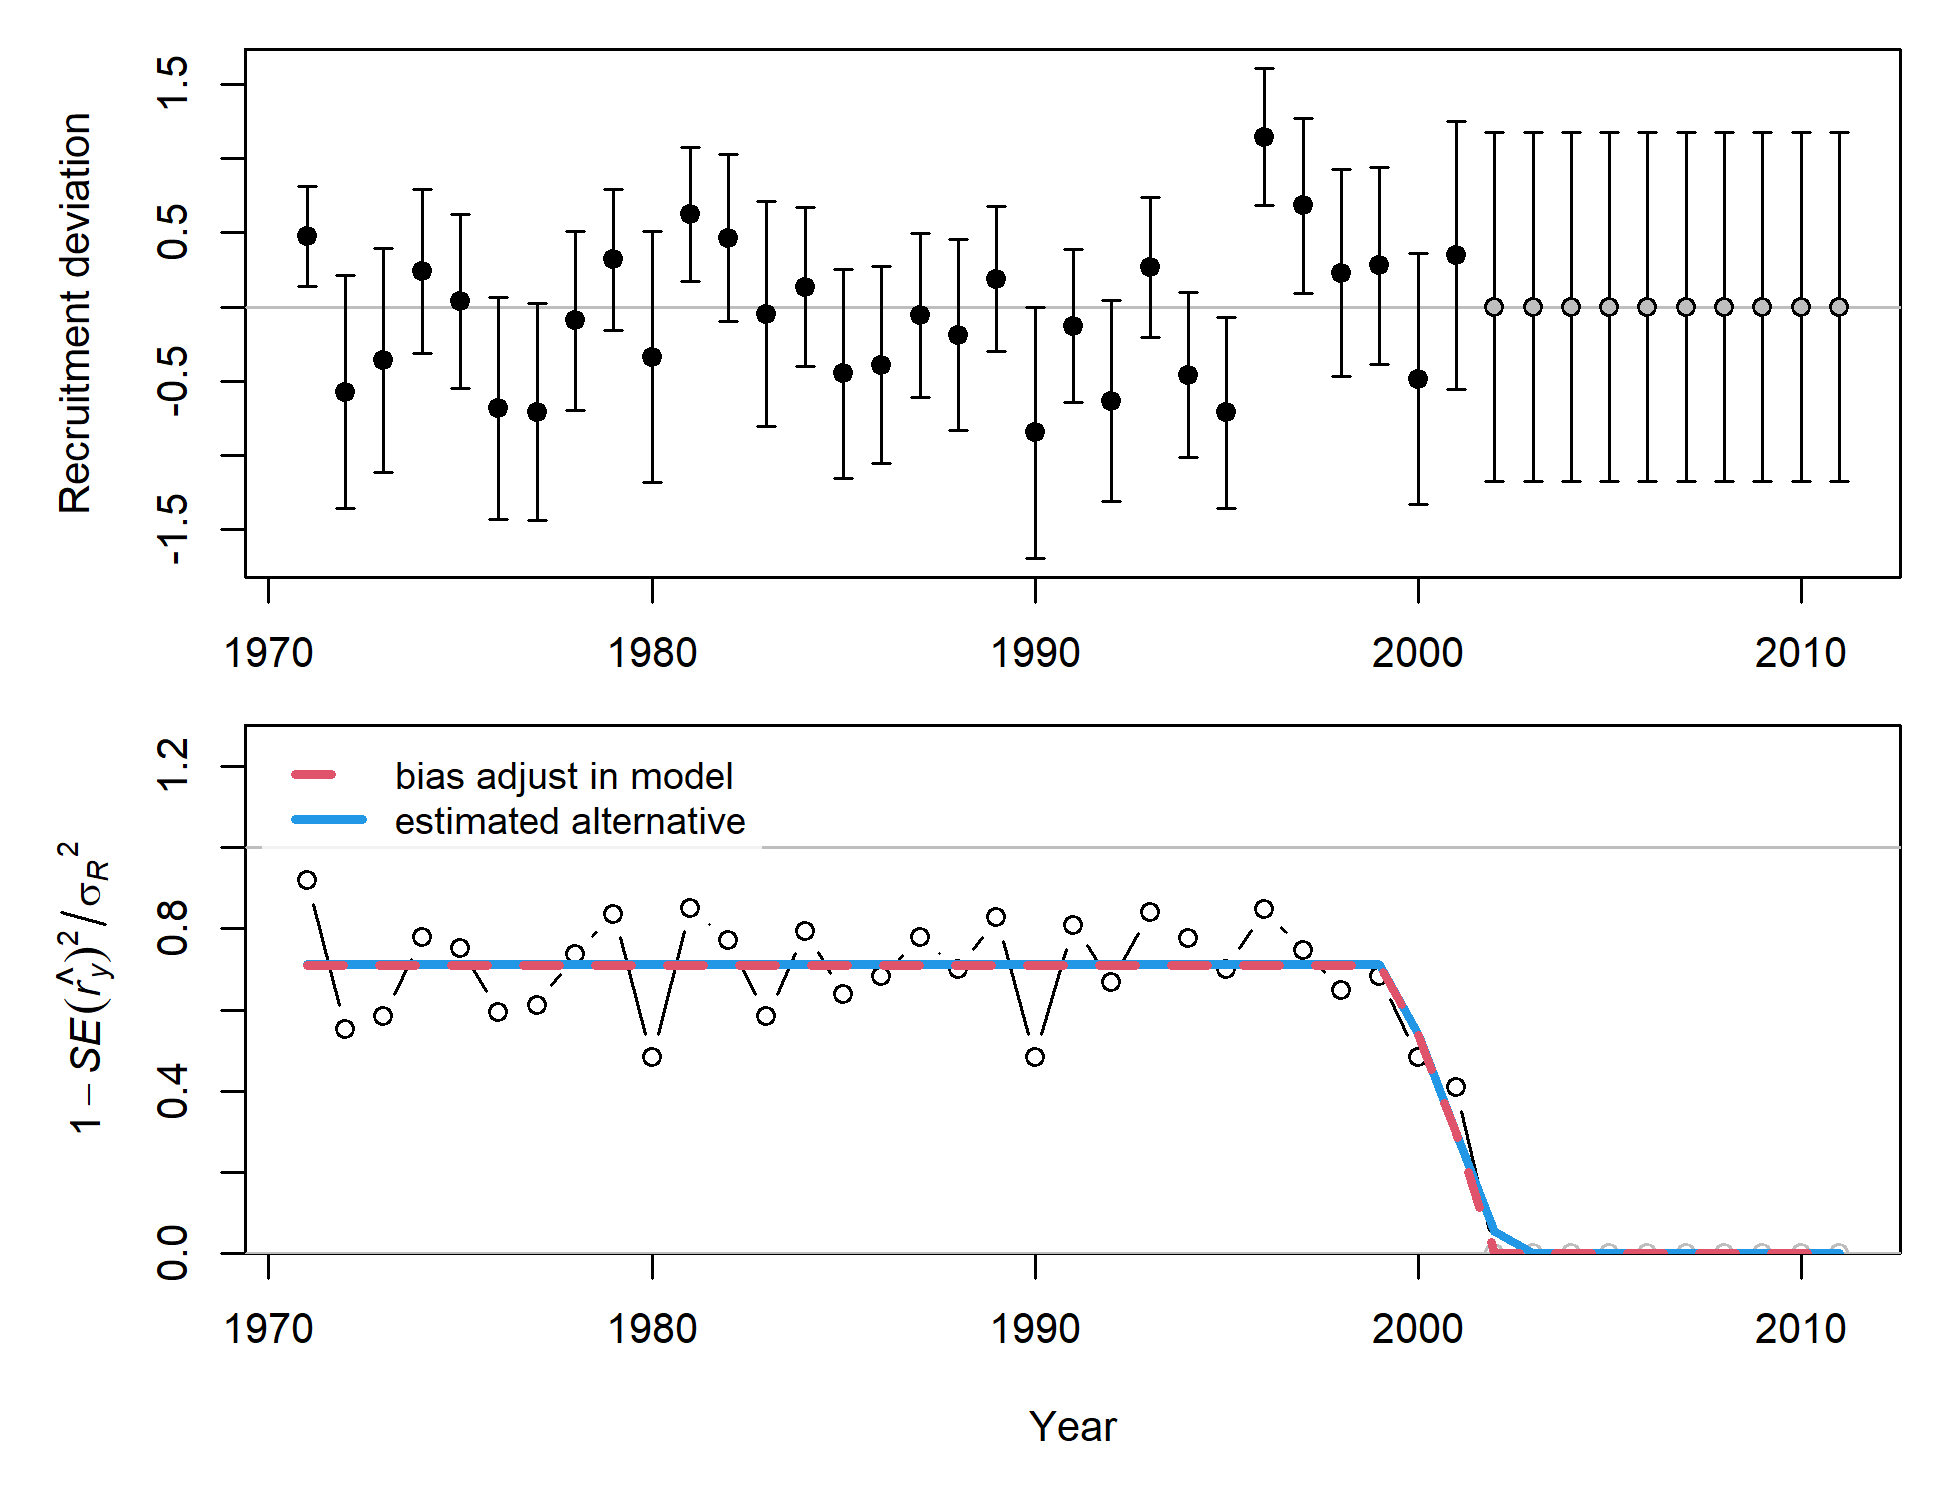 Recruitment deviation
1.5
0.5
-0.5
-1.5
1970 1980 1990 2000 2010
bias adjust in model
estimated alternative
1 − SE(r̂_y)² / σ_R²
1.2
0.8
0.4
0.0
1970 1980 1990 2000 2010
Year